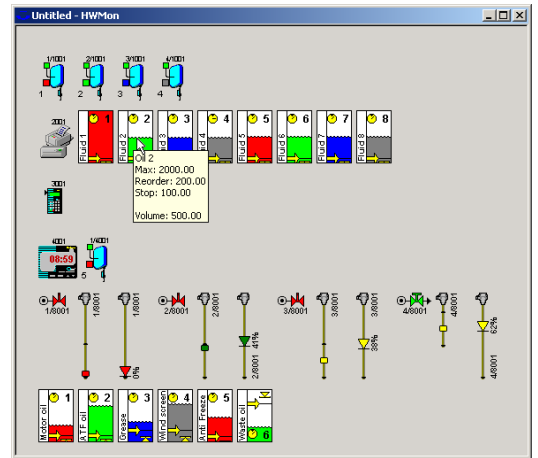 Untitled - HWMon
1/1001 2/1001 3/1001 4/1001
1 2 3 4
2001 1 2 3 4 5 6 7 8
Fluid 1 Fluid 2 Fluid 5 Fluid 6 Fluid 7 Fluid 8
Oil 2
Max: 2000.00
Reorder: 200.00
Stop: 100.00
Volume: 500.00
3001
4001 1/4001
08:59 5
1/8001 1/8001 1/8001 0%
2/8001 2/8001 2/8001 41%
3/8001 3/8001 3/8001 38%
4/8001 4/8001 4/8001 62%
1 2 3 4 5 6
Motor oil ATF oil Grease Wind screen Anti Freeze Waste oil